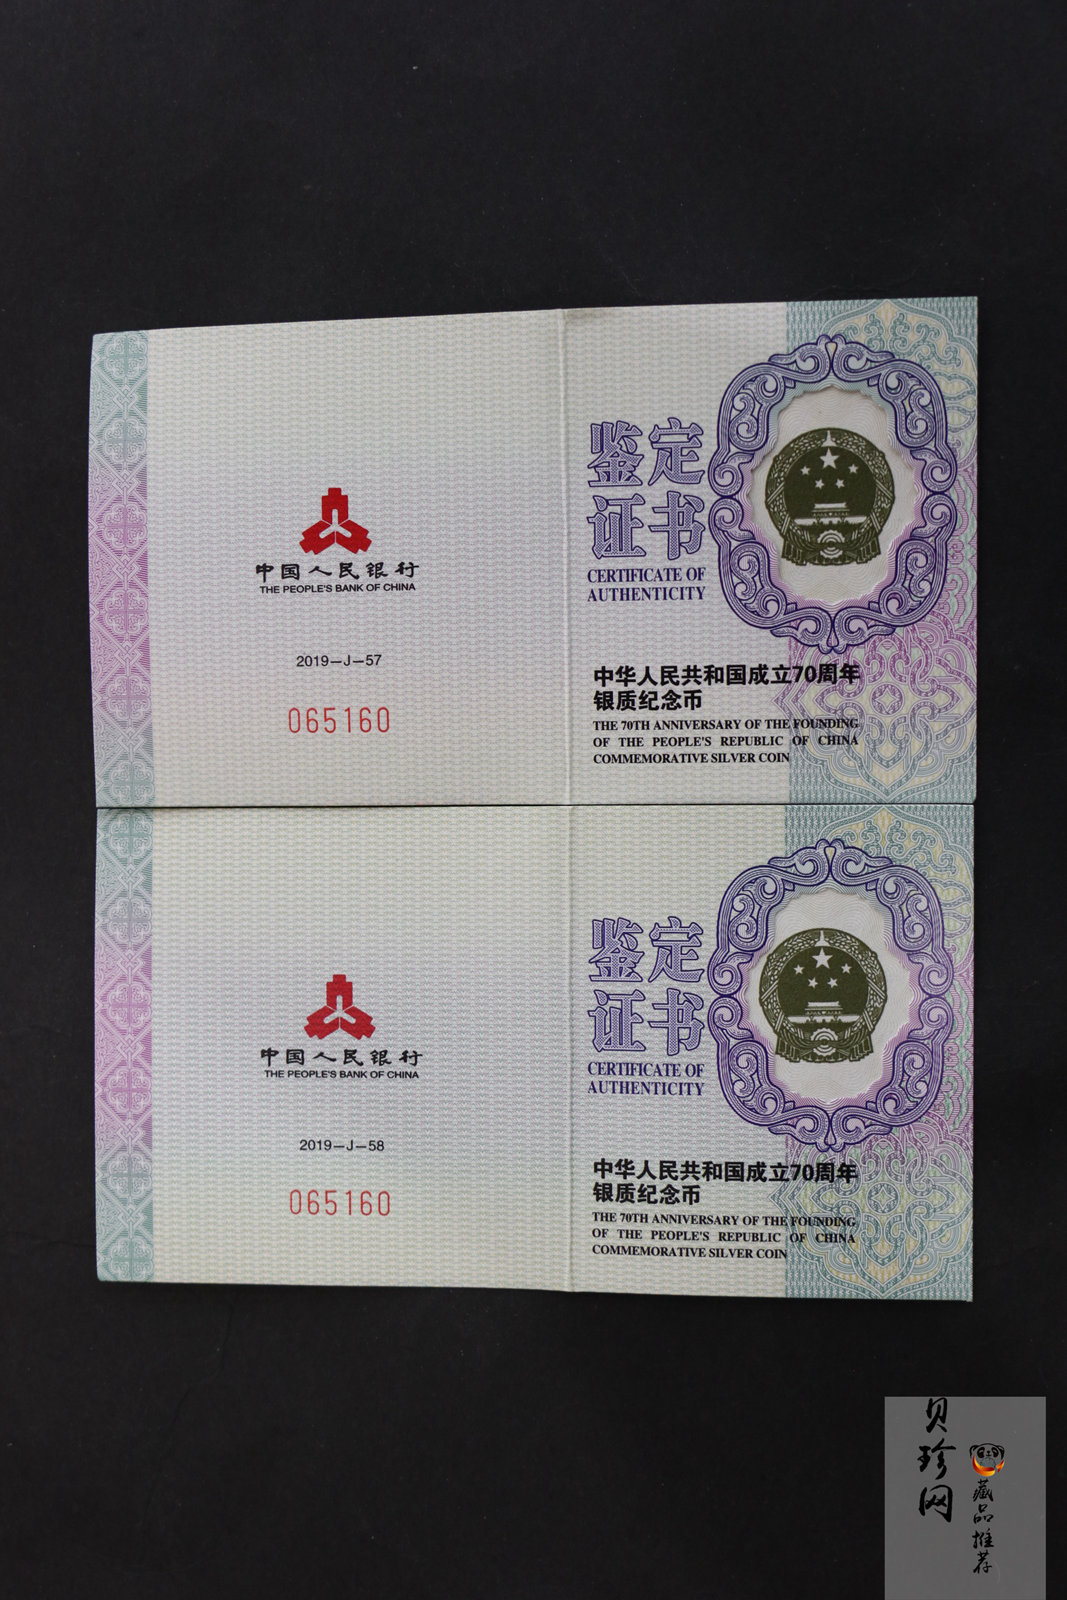 中国人民银行
THE PEOPLE'S BANK OF CHINA
2019—J—57
065160
鉴定
证书
CERTIFICATE OF
AUTHENTICITY
中华人民共和国成立70周年
银质纪念币
THE 70TH ANNIVERSARY OF THE FOUNDING
OF THE PEOPLE'S REPUBLIC OF CHINA
COMMEMORATIVE SILVER COIN
中国人民银行
THE PEOPLE'S BANK OF CHINA
2019—J—58
065160
鉴定
证书
CERTIFICATE OF
AUTHENTICITY
中华人民共和国成立70周年
银质纪念币
THE 70TH ANNIVERSARY OF THE FOUNDING
OF THE PEOPLE'S REPUBLIC OF CHINA
COMMEMORATIVE SILVER COIN
贝珍网
藏品推荐